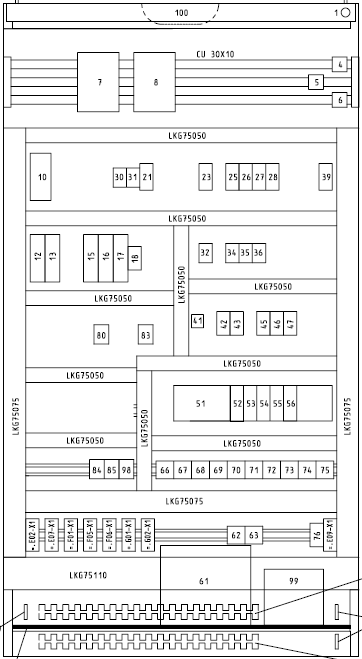 100 1
CU 30X10
4
7 8 5
6
LKG75050
10 30 31 21 23 25 26 27 28 39
LKG75050
12 13 15 16 17 18 32 34 35 36
LKG75050
LKG75050
LKG75050
41 42 43 45 46 47
80 83
LKG75050
LKG75050
51 52 53 54 55 56
LKG75075
LKG75050
LKG75075
LKG75050
LKG75050
84 85 98 66 67 68 69 70 71 72 73 74 75
LKG75075
=.E02-X1 =.E07-X1 =.F01-X1 =.F05-X1 =.F06-X1 =.G01-X1 =.G02-X1 62 63 76 =.E09-X1
LKG75110 61 99